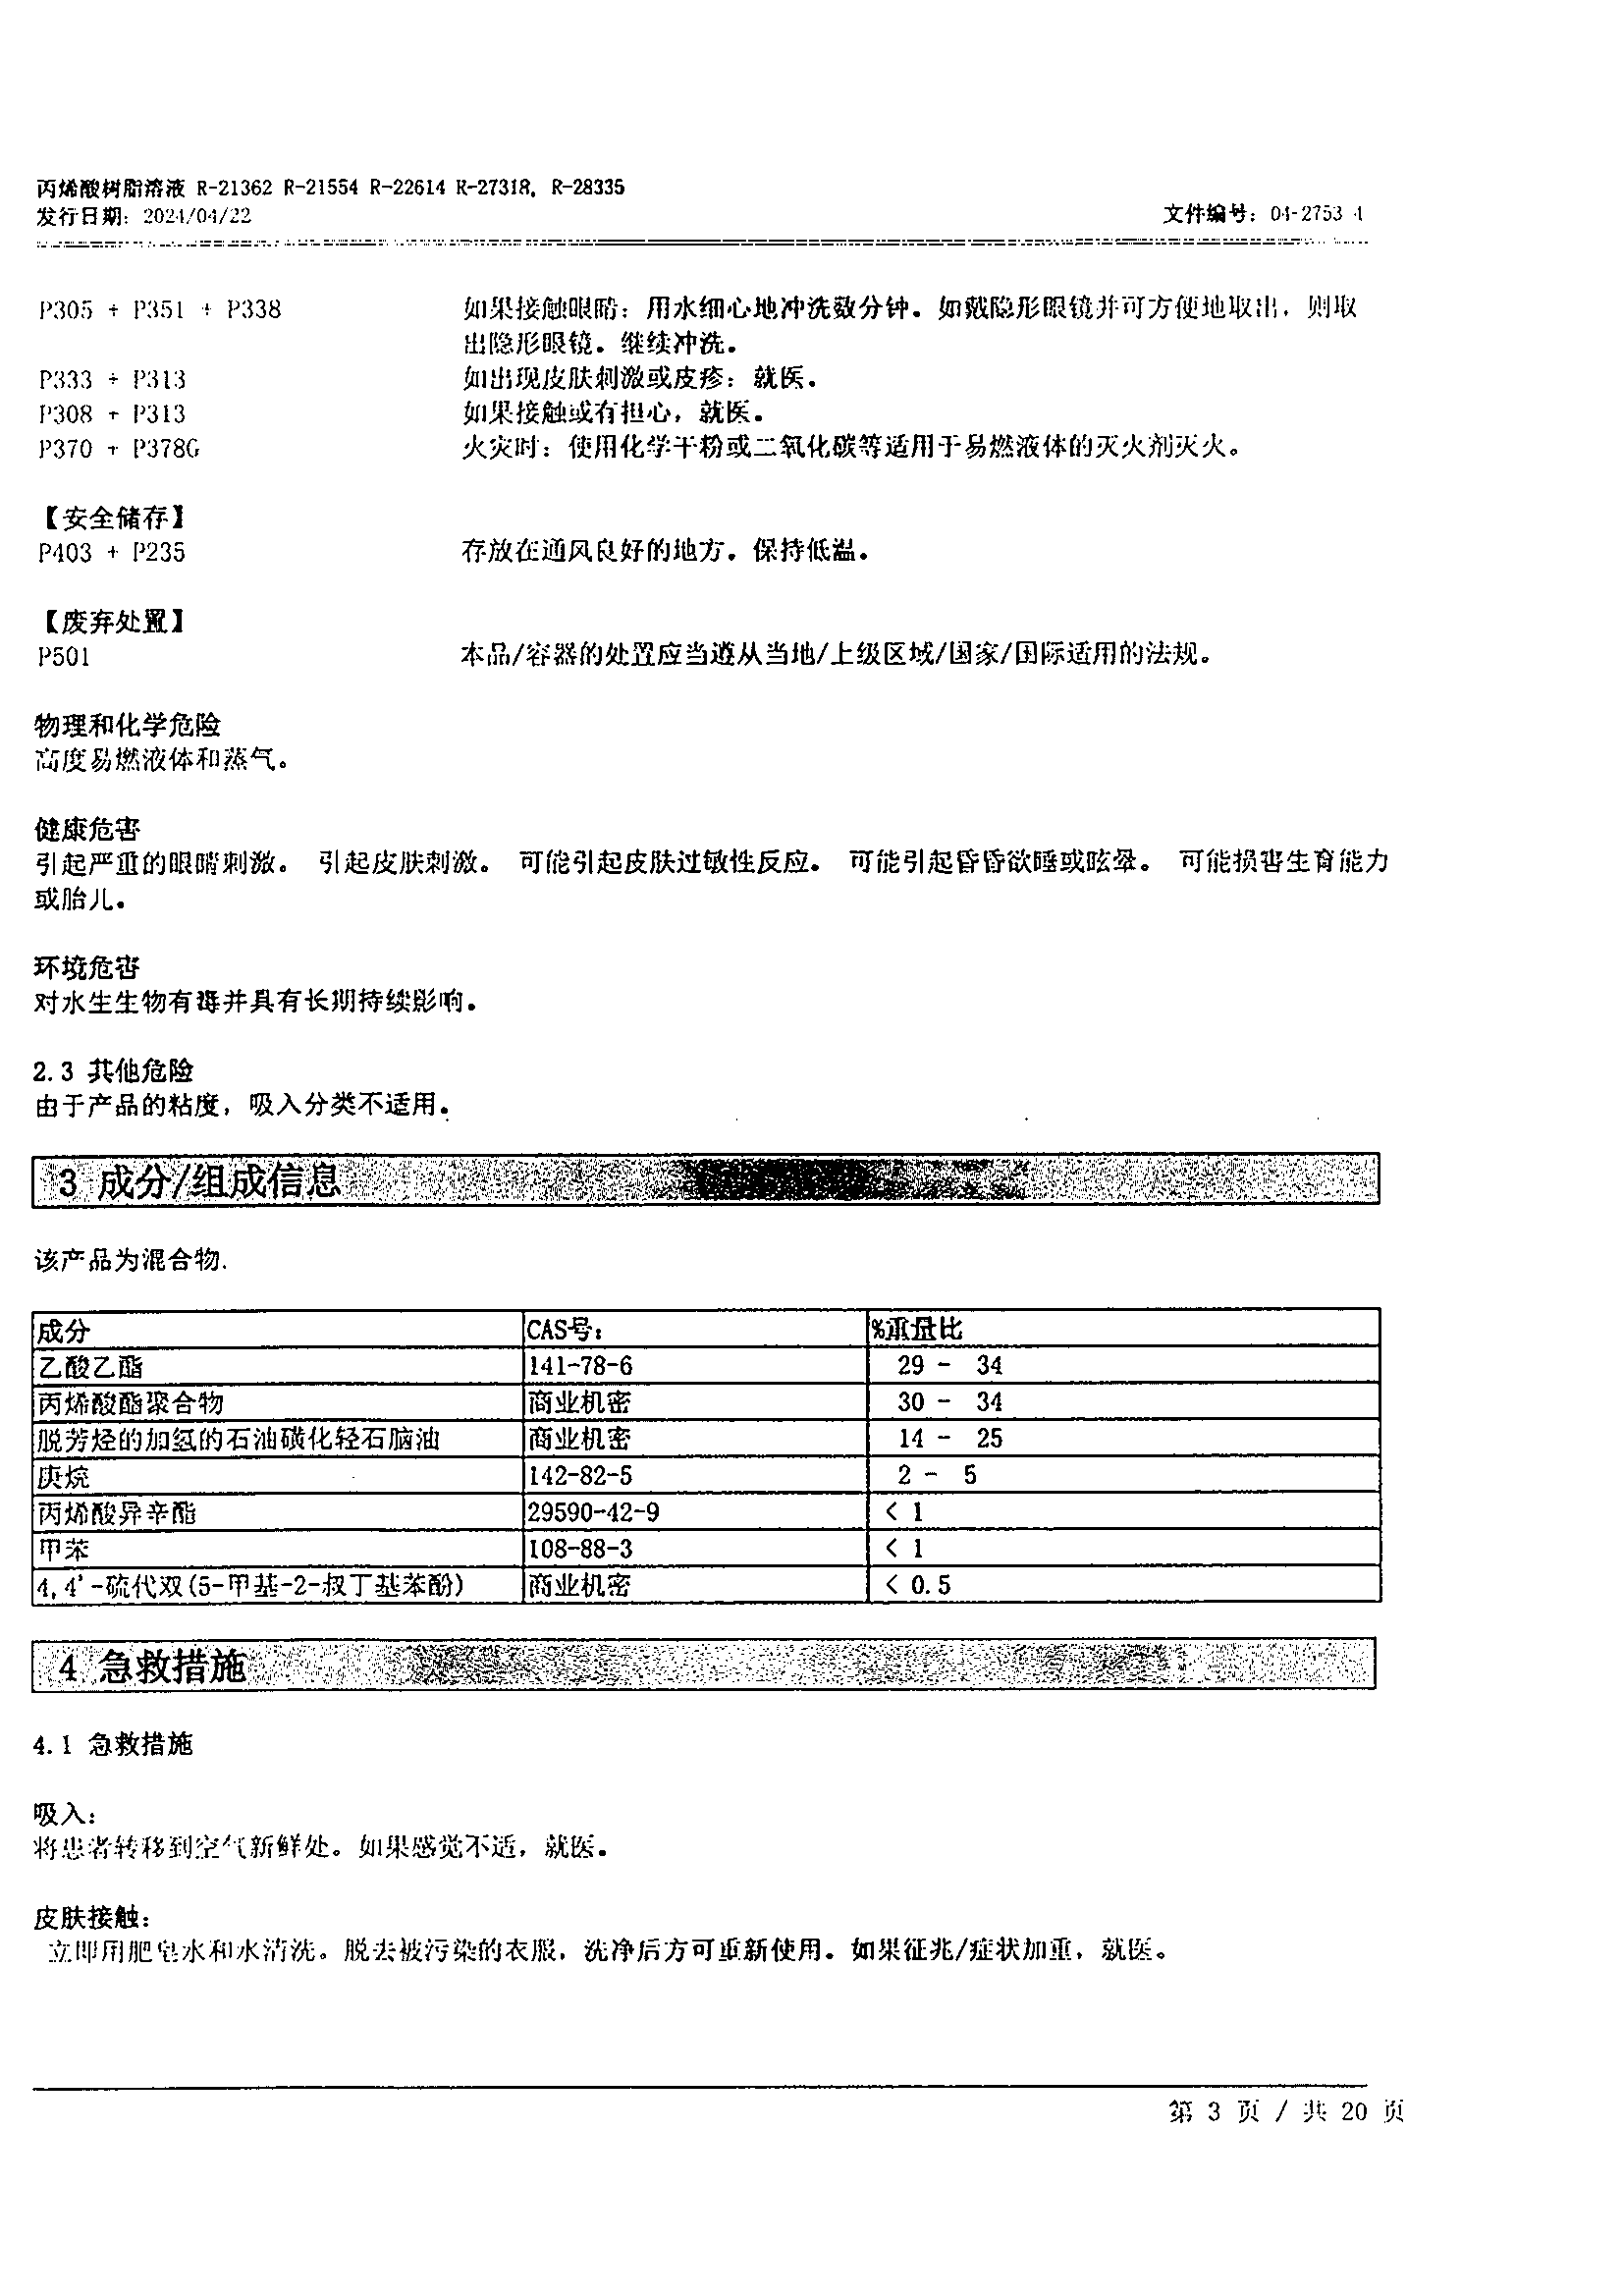 丙烯酸树脂溶液 R-21362 R-21554 R-22614 R-27318, R-28335
发行日期: 2024/04/22 文件编号: 04-2753-4
P305 + P351 + P338 如果接触眼睛: 用水细心地冲洗数分钟。如戴隐形眼镜并可方便地取出, 则取
出隐形眼镜。继续冲洗。
P333 + P313 如出现皮肤刺激或皮疹: 就医。
P308 + P313 如果接触或有担心, 就医。
P370 + P378G 火灾时: 使用化学干粉或二氧化碳等适用于易燃液体的灭火剂灭火。
【安全储存】
P403 + P235 存放在通风良好的地方。保持低温。
【废弃处置】
P501 本品/容器的处置应当遵从当地/上级区域/国家/国际适用的法规。
物理和化学危险
高度易燃液体和蒸气。
健康危害
引起严重的眼睛刺激。 引起皮肤刺激。 可能引起皮肤过敏性反应。 可能引起昏昏欲睡或眩晕。 可能损害生育能力
或胎儿。
环境危害
对水生生物有毒并具有长期持续影响。
2.3 其他危险
由于产品的粘度, 吸入分类不适用。
3 成分/组成信息
该产品为混合物.
成分 CAS号: %重量比
乙酸乙酯 141-78-6 29 - 34
丙烯酸酯聚合物 商业机密 30 - 34
脱芳烃的加氢的石油磺化轻石脑油 商业机密 14 - 25
庚烷 142-82-5 2 - 5
丙烯酸异辛酯 29590-42-9 < 1
甲苯 108-88-3 < 1
4,4'-硫代双(5-甲基-2-叔丁基苯酚) 商业机密 < 0.5
4 急救措施
4.1 急救措施
吸入:
将患者转移到空气新鲜处。如果感觉不适, 就医。
皮肤接触:
立即用肥皂水和水清洗。脱去被污染的衣服, 洗净后方可重新使用。如果征兆/症状加重, 就医。
第 3 页 / 共 20 页